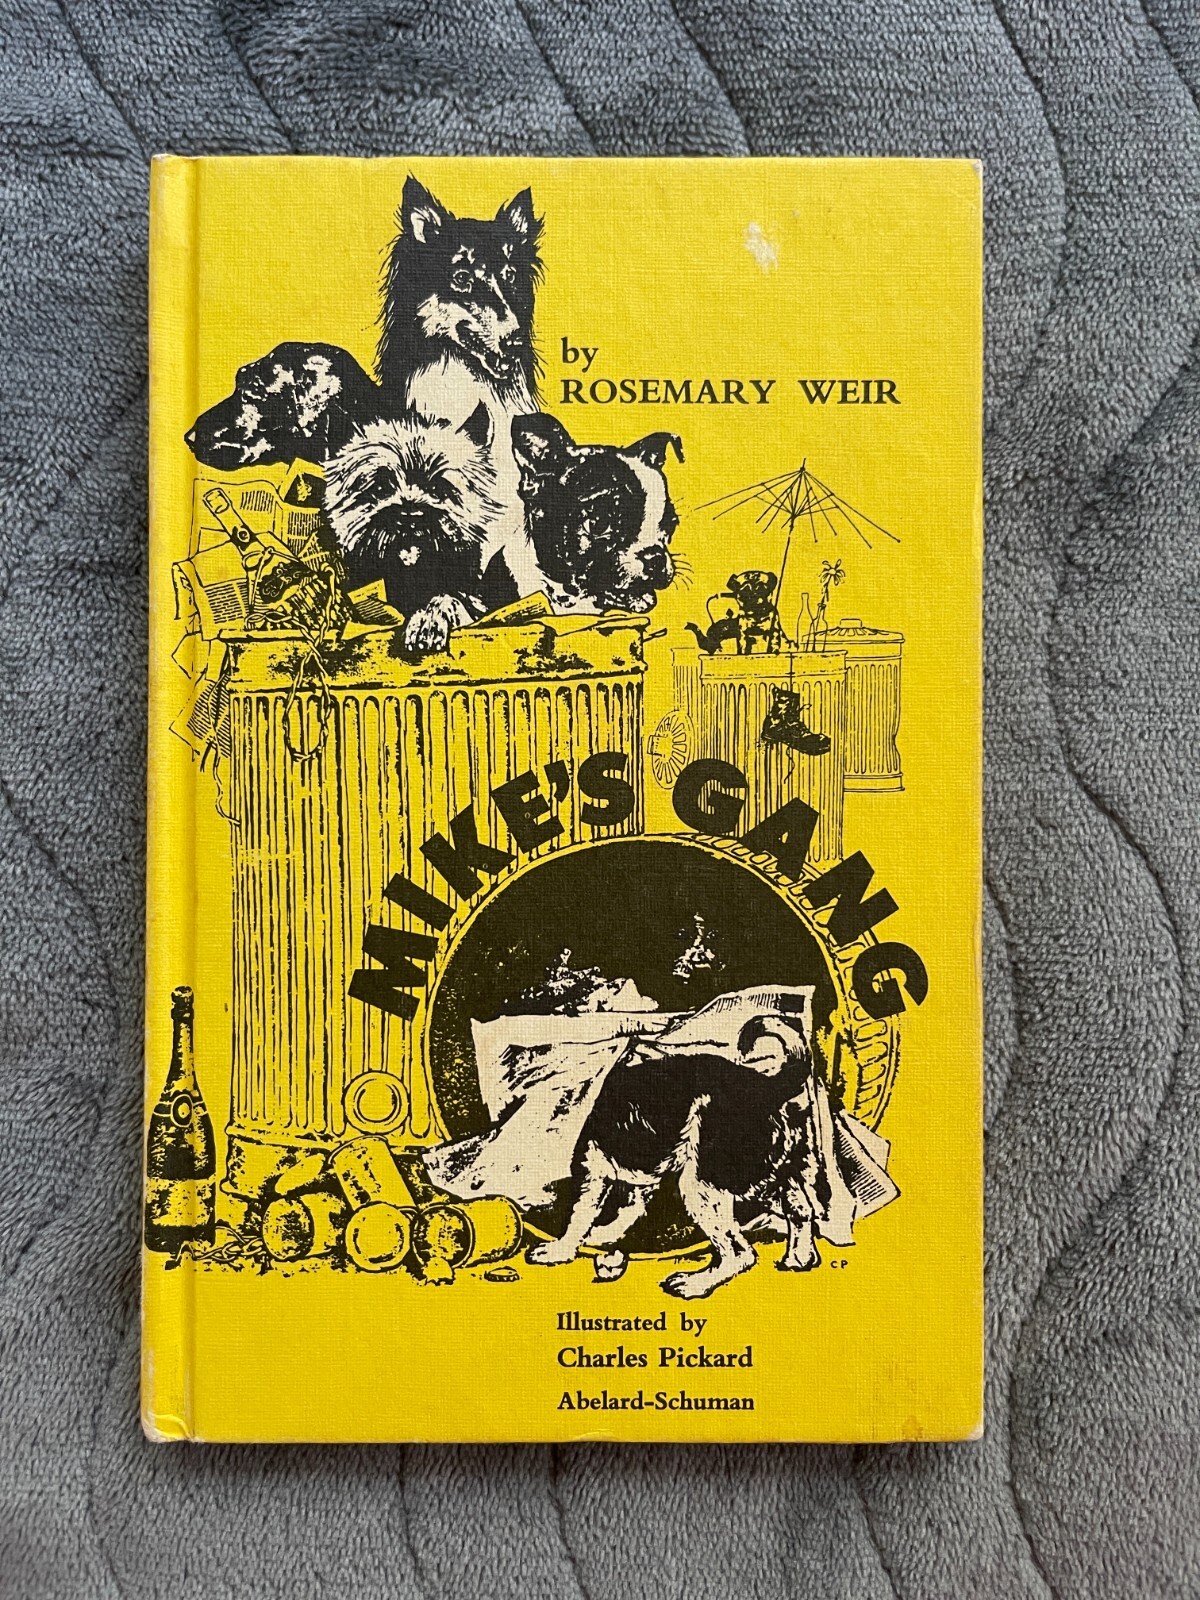 by
ROSEMARY WEIR
MIKE'S GANG
CP
Illustrated by
Charles Pickard
Abelard-Schuman